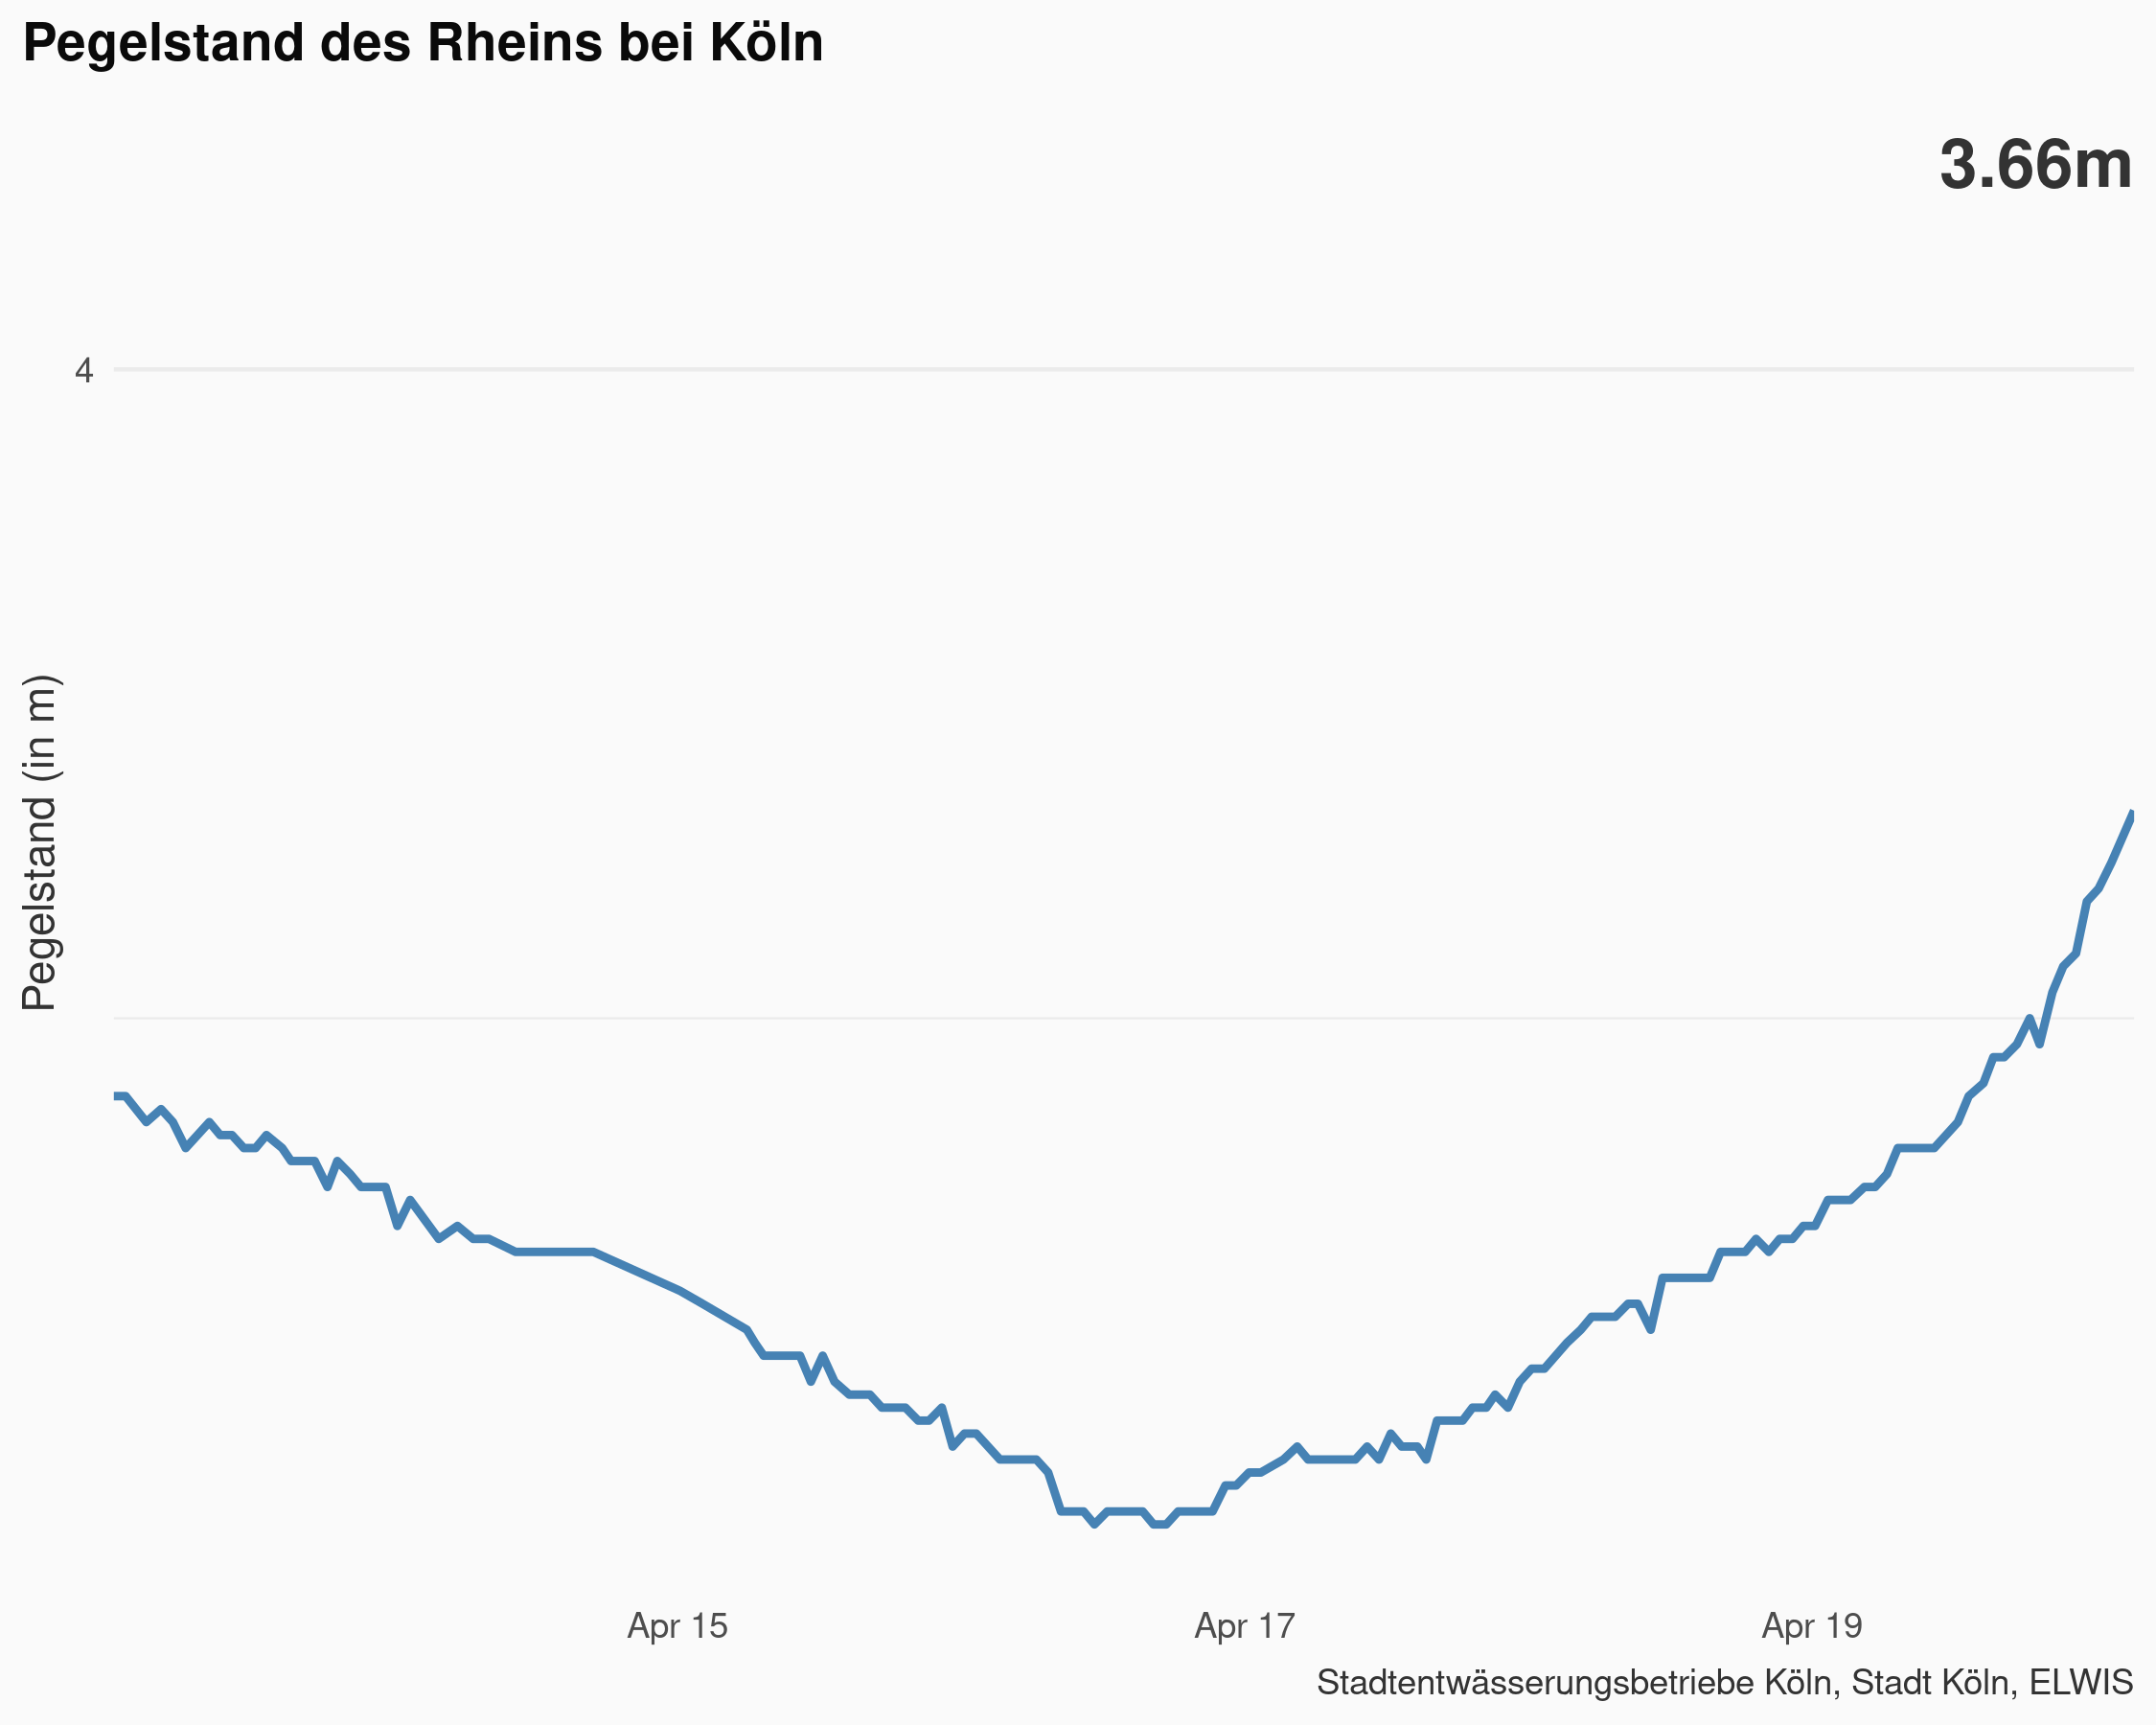 Pegelstand des Rheins bei Köln
3.66m
4
Pegelstand (in m)
Apr 15
Apr 17
Apr 19
Stadtentwässerungsbetriebe Köln, Stadt Köln, ELWIS